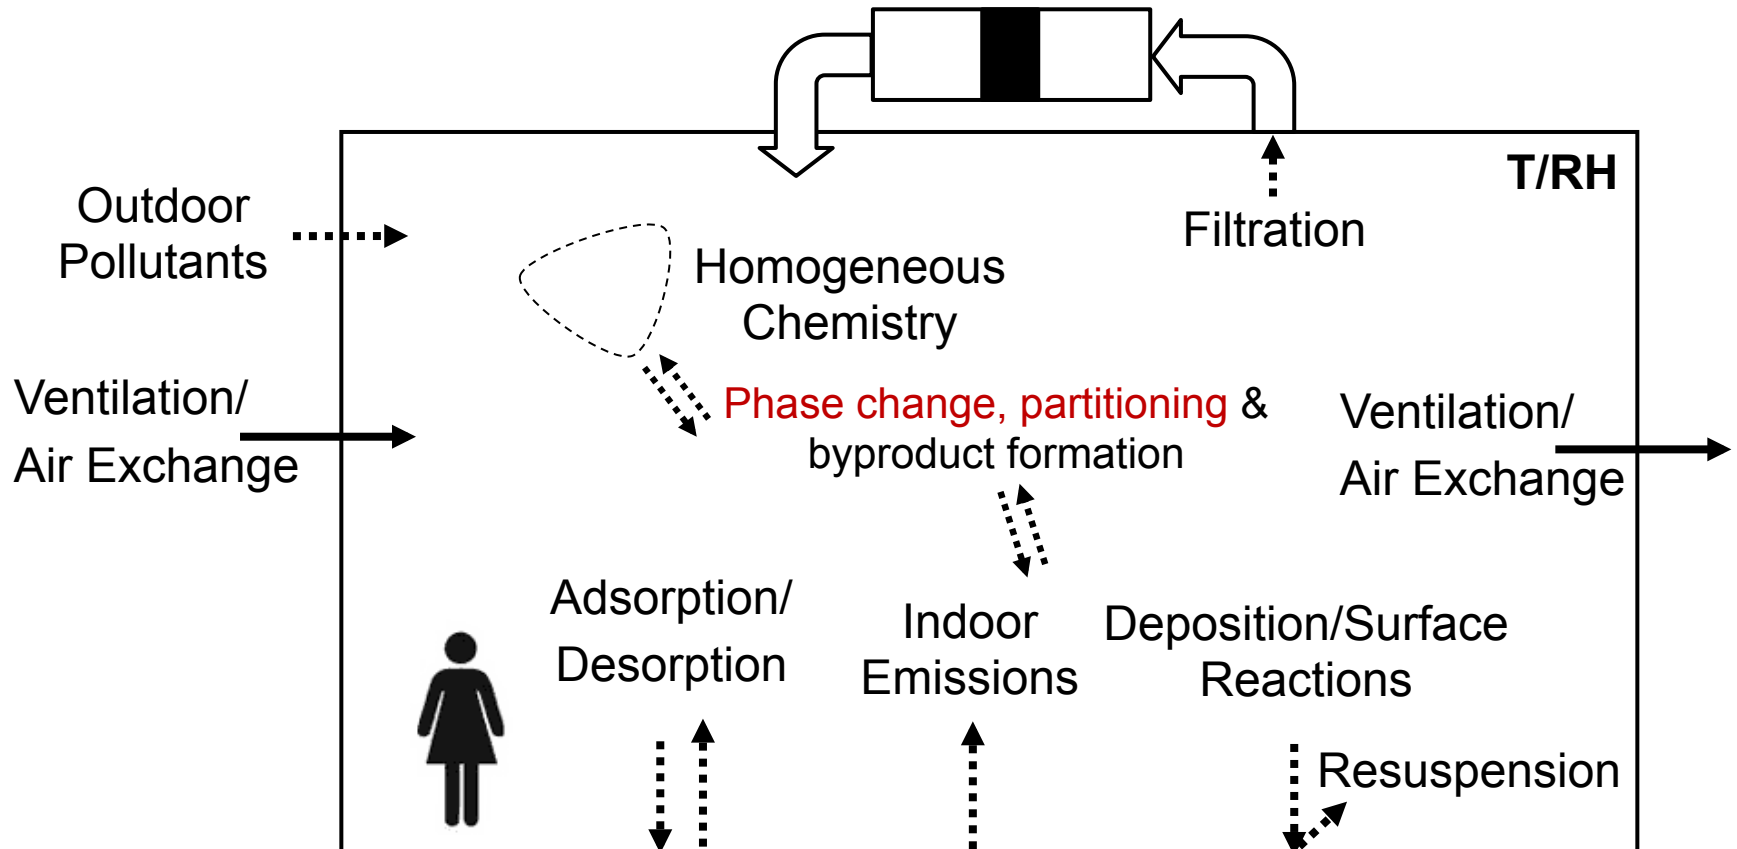 T/RH
Outdoor
Pollutants
Filtration
Homogeneous
Chemistry
Ventilation/
Air Exchange
Phase change, partitioning &
byproduct formation
Ventilation/
Air Exchange
Adsorption/
Desorption
Indoor
Emissions
Deposition/Surface
Reactions
Resuspension